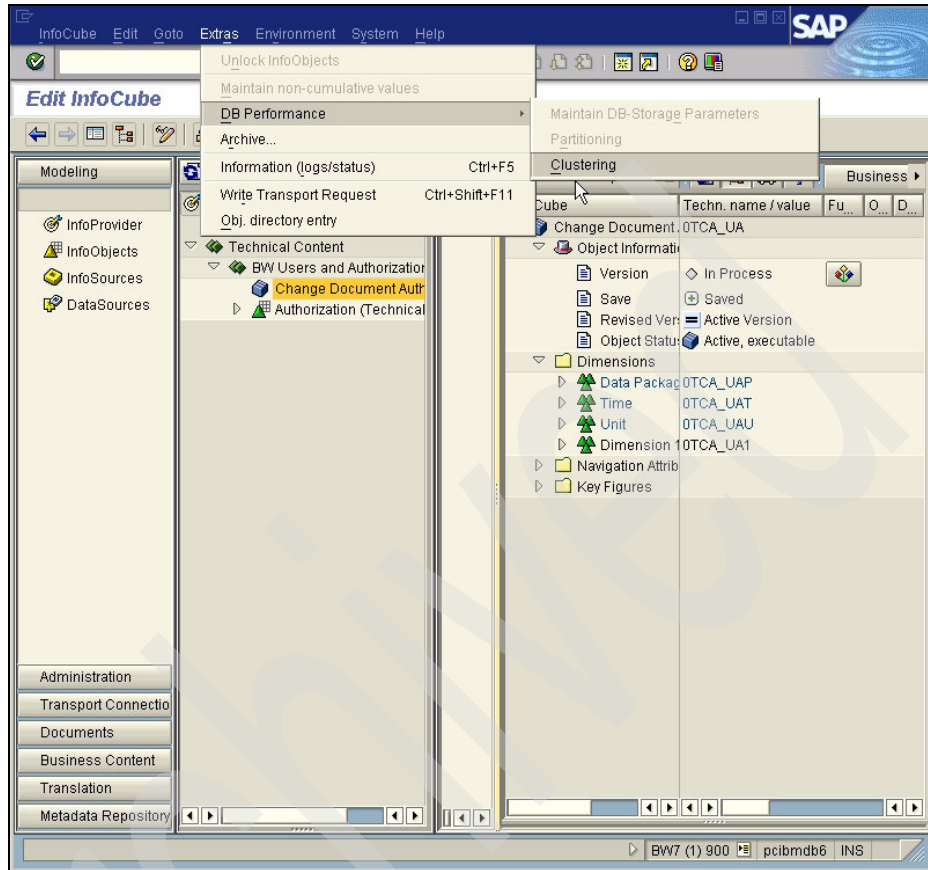 InfoCube Edit Goto Extras Environment System Help
SAP
Unlock InfoObjects
Maintain non-cumulative values
DB Performance
Archive...
Information (logs/status) Ctrl+F5
Write Transport Request Ctrl+Shift+F11
Obj. directory entry
Maintain DB-Storage Parameters
Partitioning
Clustering
Edit InfoCube
Modeling
InfoProvider
InfoObjects
InfoSources
DataSources
Administration
Transport Connectio
Documents
Business Content
Translation
Metadata Repository
Technical Content
BW Users and Authorization
Change Document Auth
Authorization (Technical
Business
Cube Techn. name / value Fu... O... D...
Change Document 0TCA_UA
Object Informati
Version In Process
Save Saved
Revised Vers Active Version
Object Status Active, executable
Dimensions
Data Packag 0TCA_UAP
Time 0TCA_UAT
Unit 0TCA_UAU
Dimension 1 0TCA_UA1
Navigation Attrib
Key Figures
BW7 (1) 900 pcibmdb6 INS